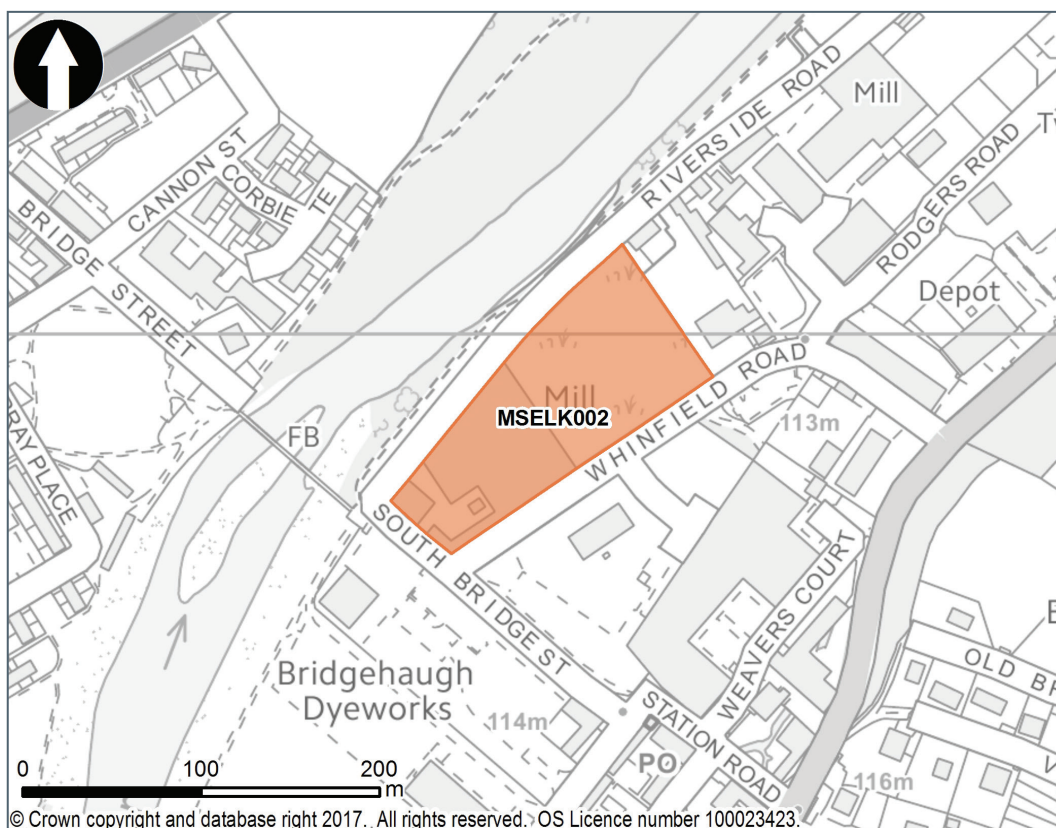 RIVERSIDE ROAD
Mill
CANNON ST
CORBIE
TE
BRIDGE STREET
RODGERS ROAD
Depot
WHINFIELD ROAD
Mill
MSELK002
113m
FB
SOUTH BRIDGE ST
WEAVERS COURT
Bridgehaugh
Dyeworks
114m
STATION ROAD
PO
116m
0 100 200
m
© Crown copyright and database right 2017. All rights reserved. OS Licence number 100023423.